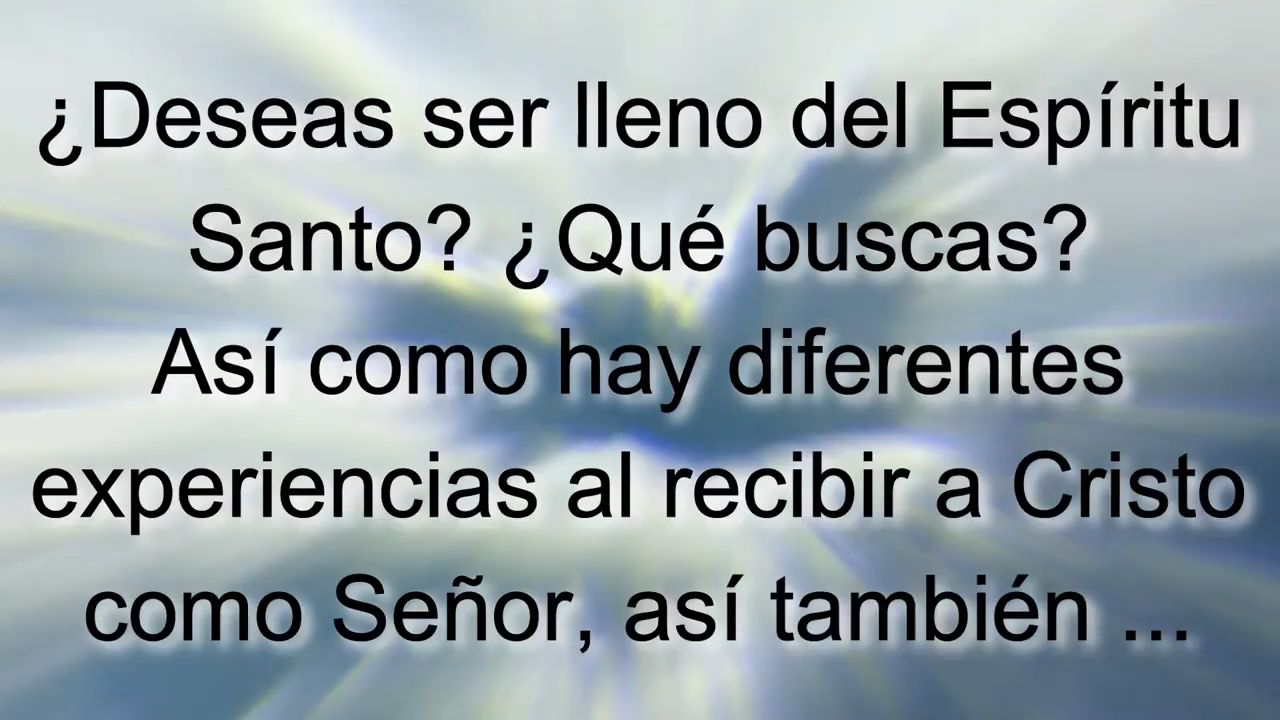 ¿Deseas ser lleno del Espíritu
Santo? ¿Qué buscas?
Así como hay diferentes
experiencias al recibir a Cristo
como Señor, así también ...